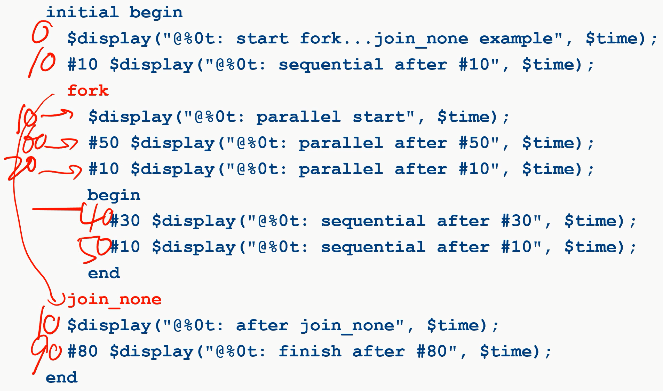 initial begin
0 $display("@%0t: start fork...join_none example", $time);
10 #10 $display("@%0t: sequential after #10", $time);
fork
10 $display("@%0t: parallel start", $time);
60 #50 $display("@%0t: parallel after #50", $time);
20 #10 $display("@%0t: parallel after #10", $time);
begin
40 #30 $display("@%0t: sequential after #30", $time);
50 #10 $display("@%0t: sequential after #10", $time);
end
join_none
10 $display("@%0t: after join_none", $time);
90 #80 $display("@%0t: finish after #80", $time);
end